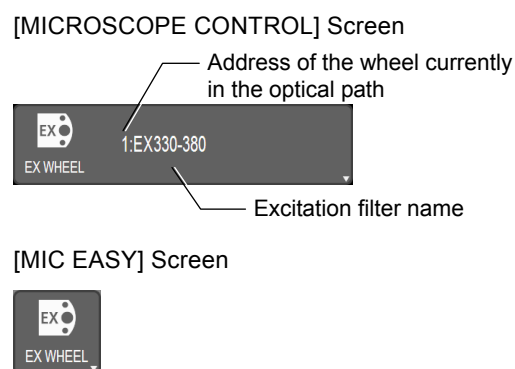 [MICROSCOPE CONTROL] Screen
Address of the wheel currently
in the optical path
EX
1:EX330-380
EX WHEEL
Excitation filter name
[MIC EASY] Screen
EX
EX WHEEL